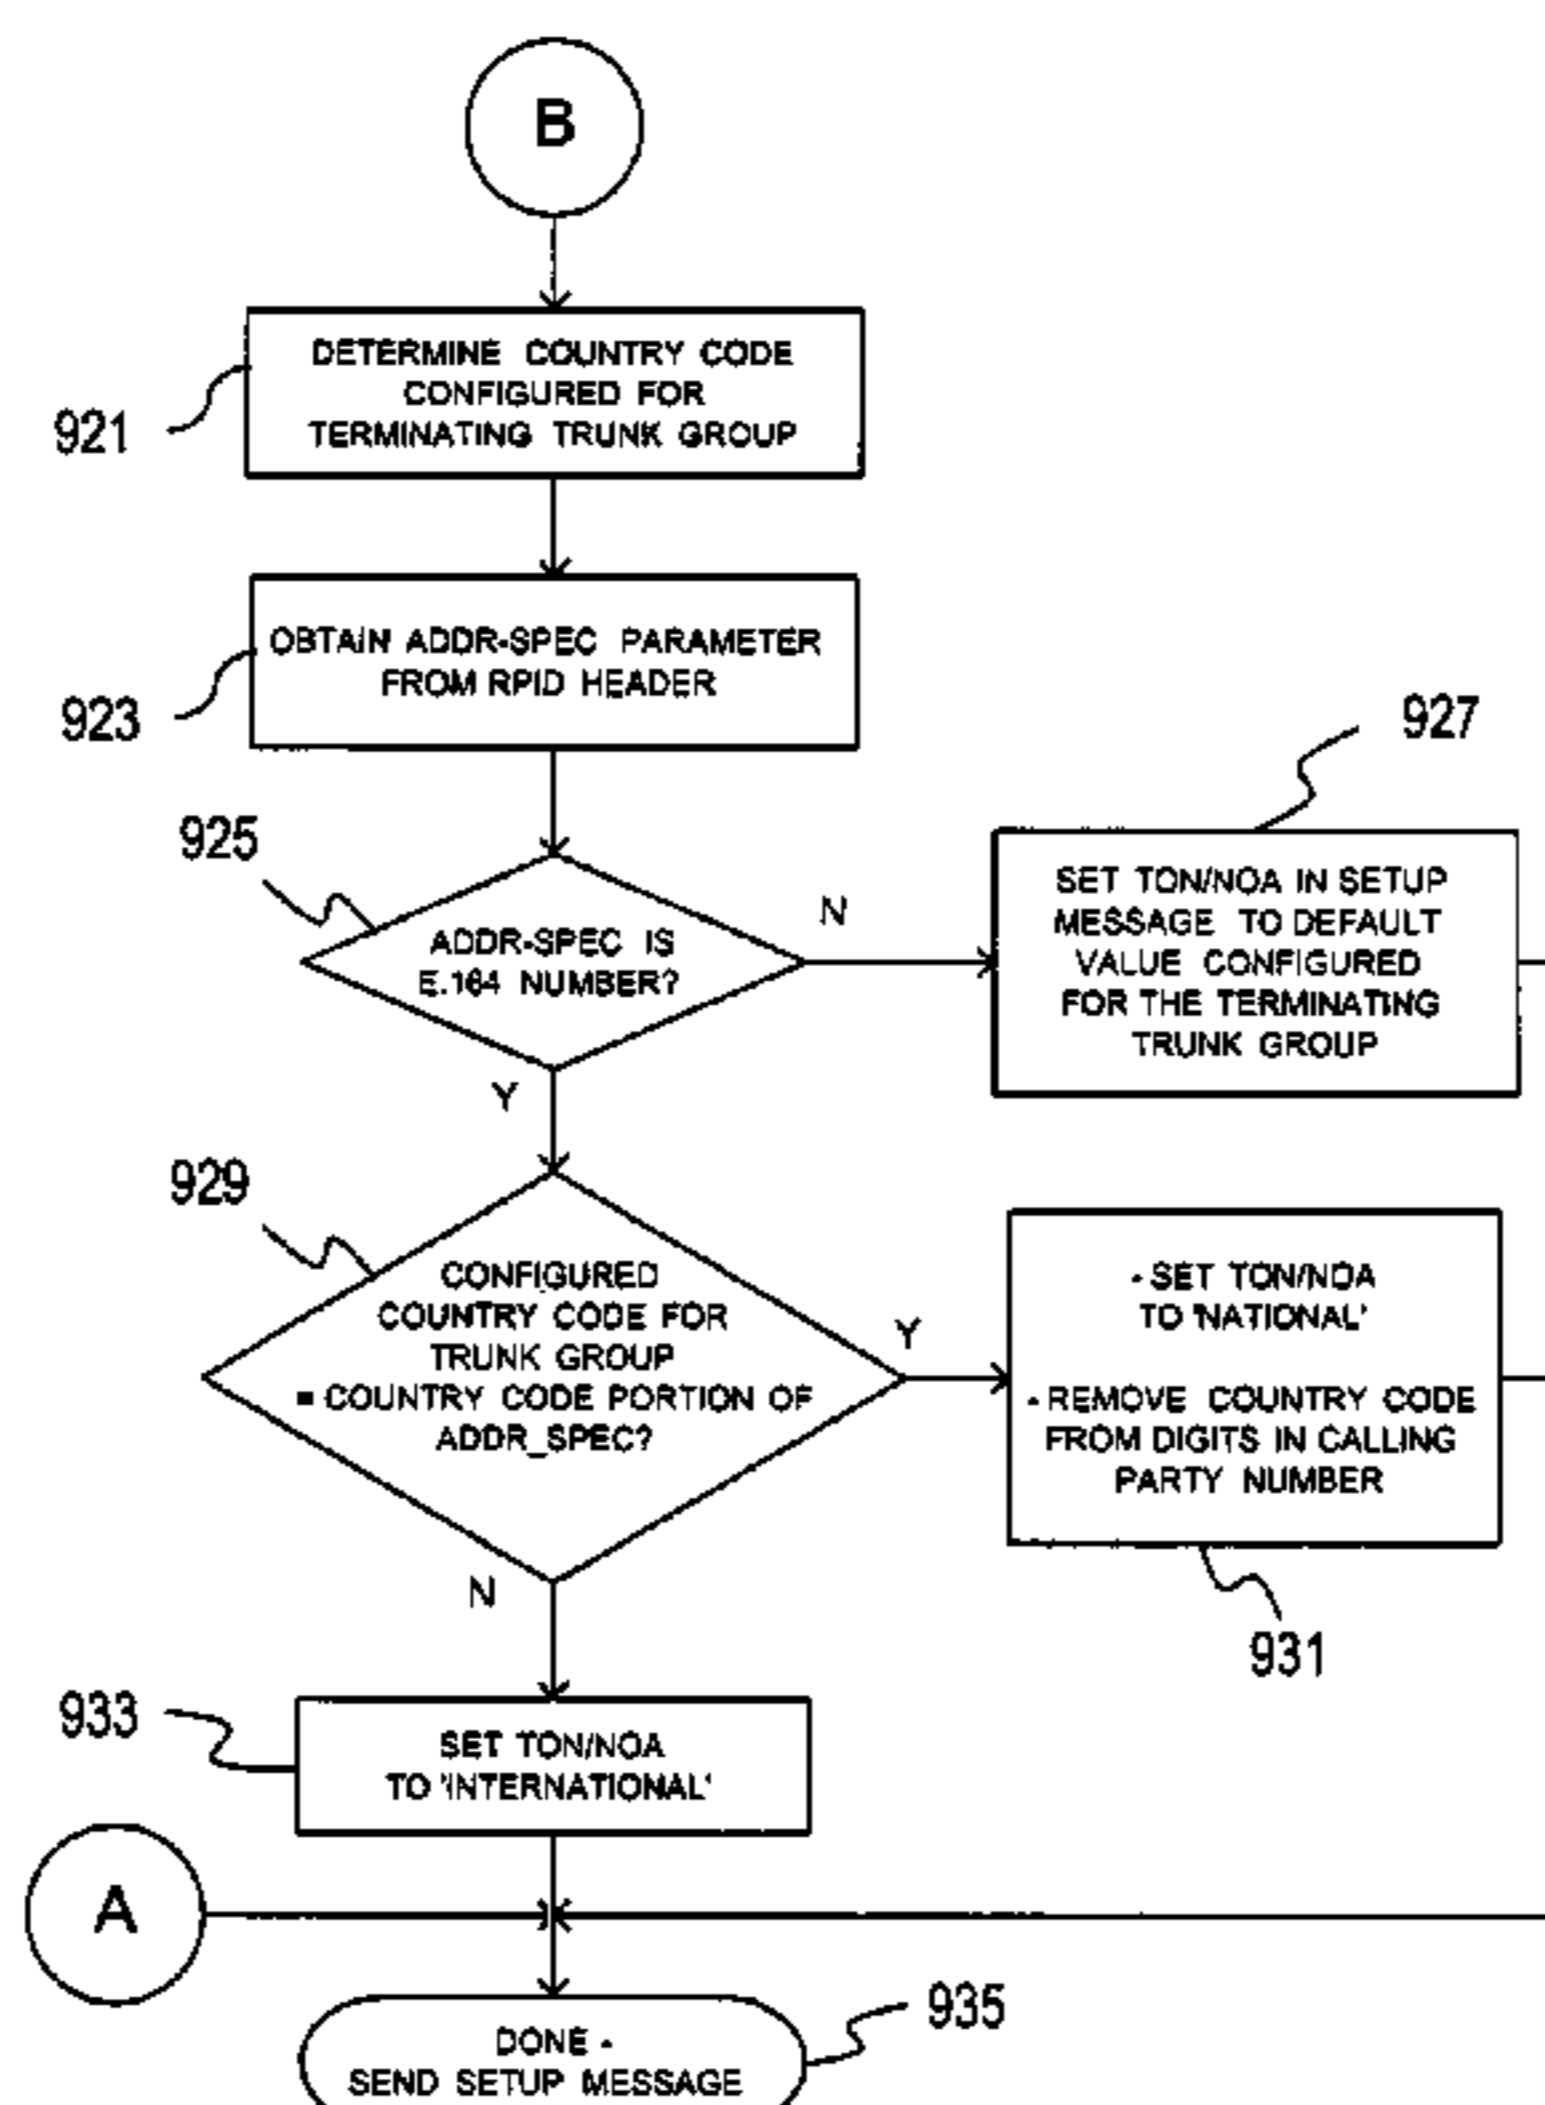 B
DETERMINE COUNTRY CODE
CONFIGURED FOR
TERMINATING TRUNK GROUP
921
OBTAIN ADDR-SPEC PARAMETER
FROM RPID HEADER
923
927
925
ADDR-SPEC IS
E.164 NUMBER?
N
SET TON/NOA IN SETUP
MESSAGE TO DEFAULT
VALUE CONFIGURED
FOR THE TERMINATING
TRUNK GROUP
Y
929
CONFIGURED
COUNTRY CODE FOR
TRUNK GROUP
= COUNTRY CODE PORTION OF
ADDR_SPEC?
Y
- SET TON/NOA
TO 'NATIONAL'
- REMOVE COUNTRY CODE
FROM DIGITS IN CALLING
PARTY NUMBER
N
931
933
SET TON/NOA
TO 'INTERNATIONAL'
A
935
DONE -
SEND SETUP MESSAGE